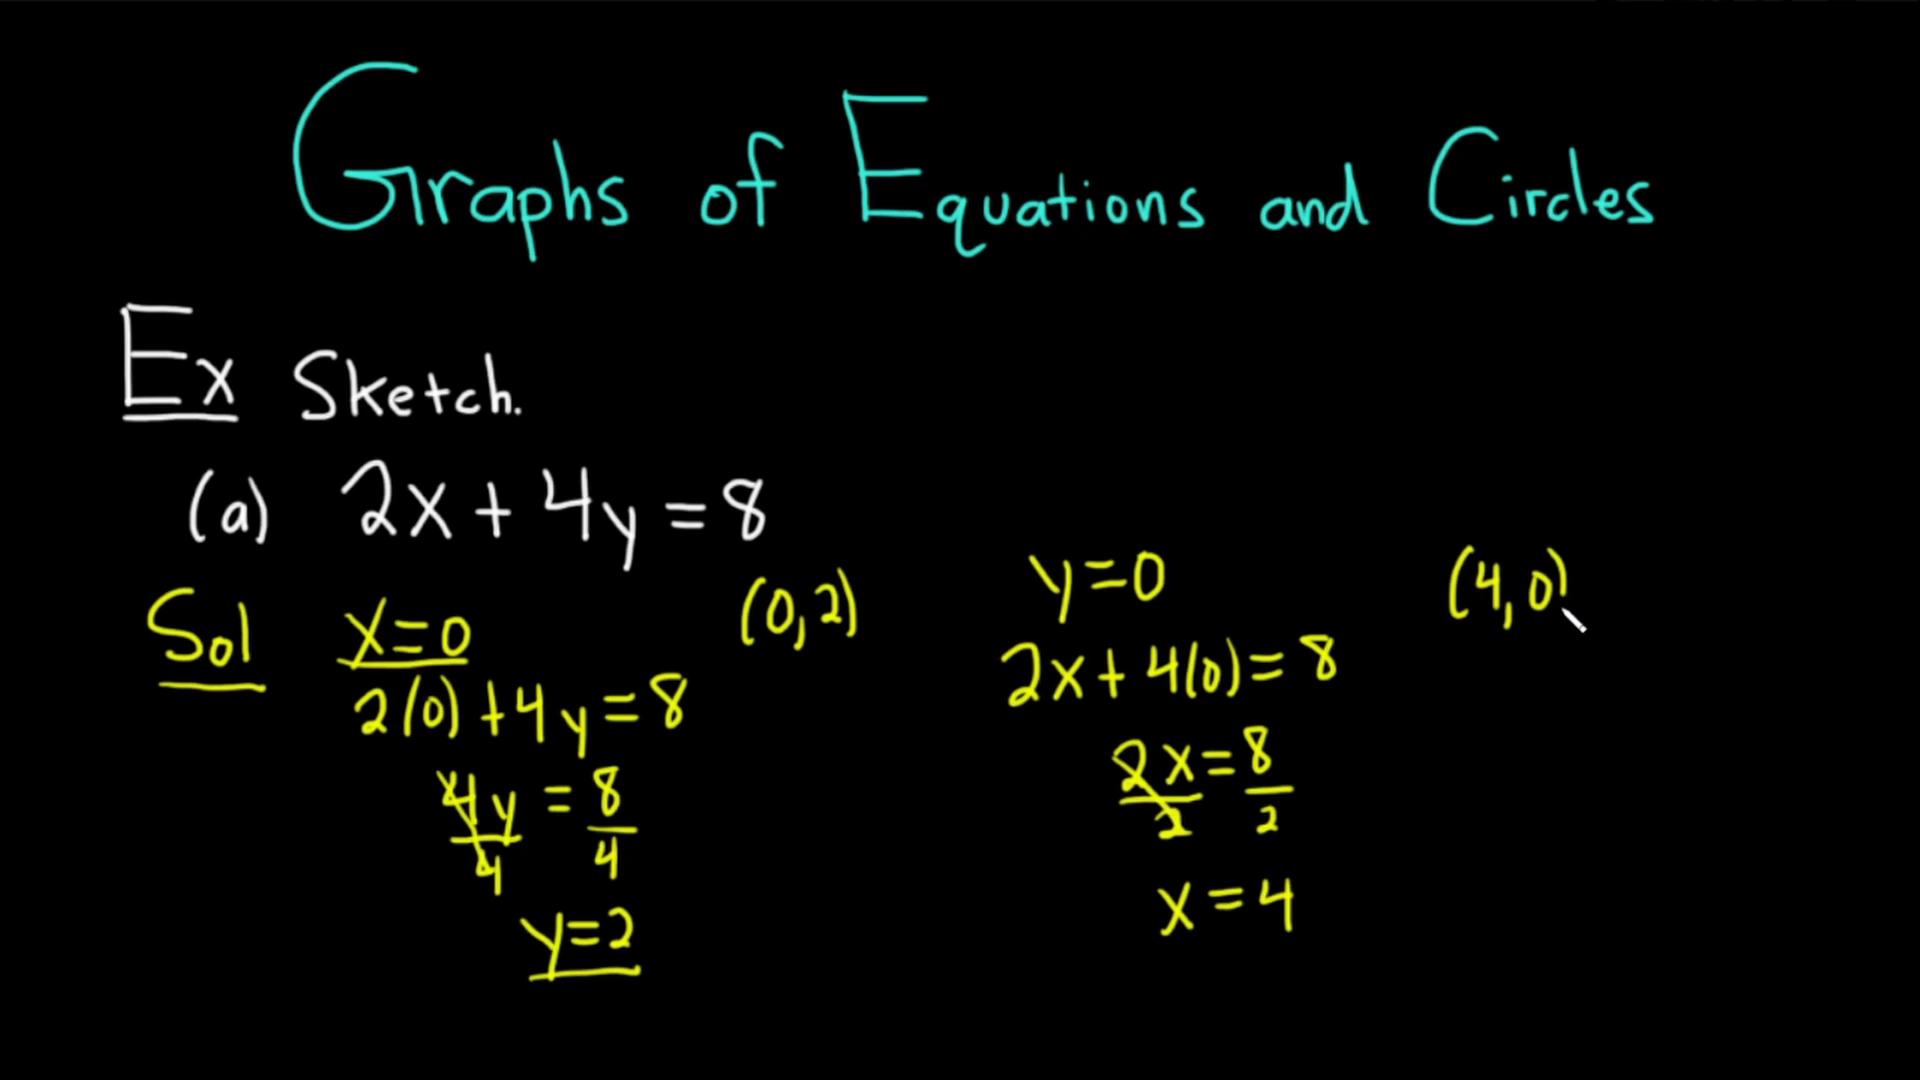 Graphs of Equations and Circles
Ex Sketch.
(a) 2x + 4y = 8
Sol x = 0 (0, 2)
2(0) + 4y = 8
4y/4 = 8/4
y = 2
y = 0 (4, 0)
2x + 4(0) = 8
2x/2 = 8/2
x = 4